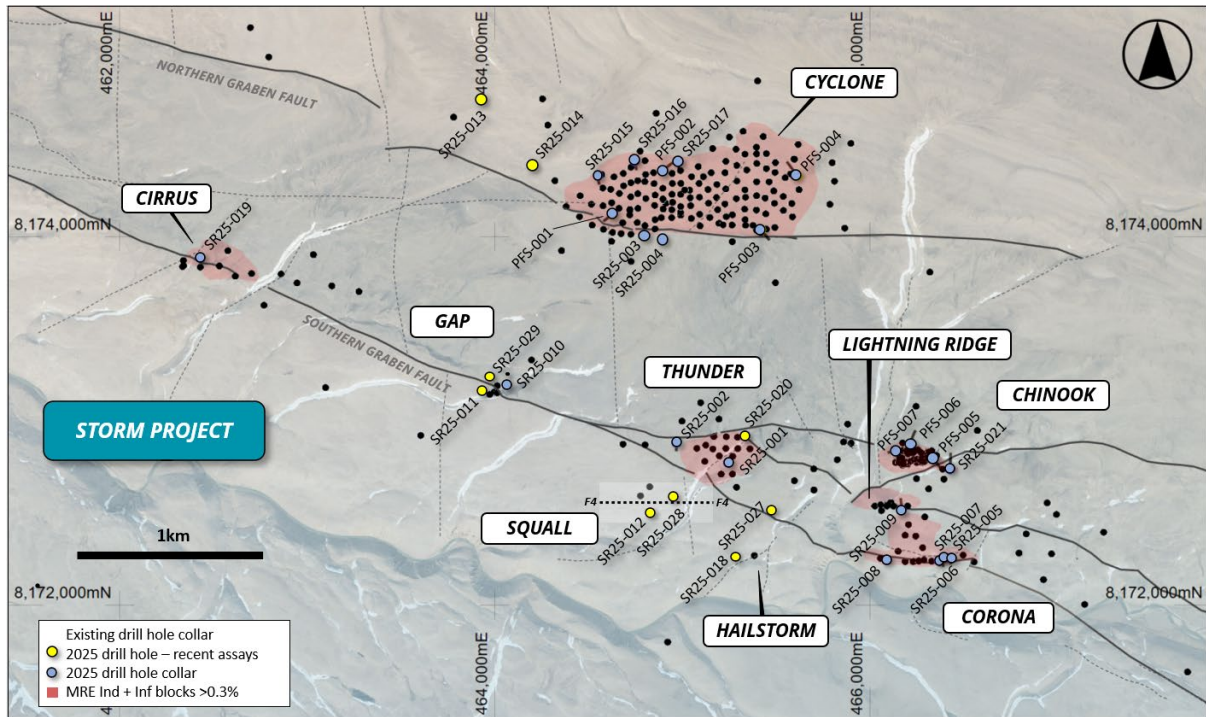 462,000mE
464,000mE
,000mE
NORTHERN GRABEN FAULT
CYCLONE
SR25-013
SR25-014
SR25-015
SR25-016
PFS-002
SR25-017
PFS-004
CIRRUS
SR25-019
8,174,000mN
8,174,000mN
PFS-001
SR25-003
SR25-004
PFS-003
GAP
SOUTHERN GRABEN FAULT
SR25-029
SR25-010
SR25-011
LIGHTNING RIDGE
THUNDER
SR25-002
SR25-020
SR25-001
CHINOOK
PFS-007
PFS-006
PFS-005
SR25-021
STORM PROJECT
F4
F4
SQUALL
SR25-012
SR25-028
SR25-027
SR25-018
SR25-009
SR25-007
SR25-005
SR25-008
SR25-006
1km
HAILSTORM
CORONA
8,172,000mN
8,172,000mN
462,000mE
464,000mE
466,000mE
Existing drill hole collar
2025 drill hole – recent assays
2025 drill hole collar
MRE Ind + Inf blocks >0.3%